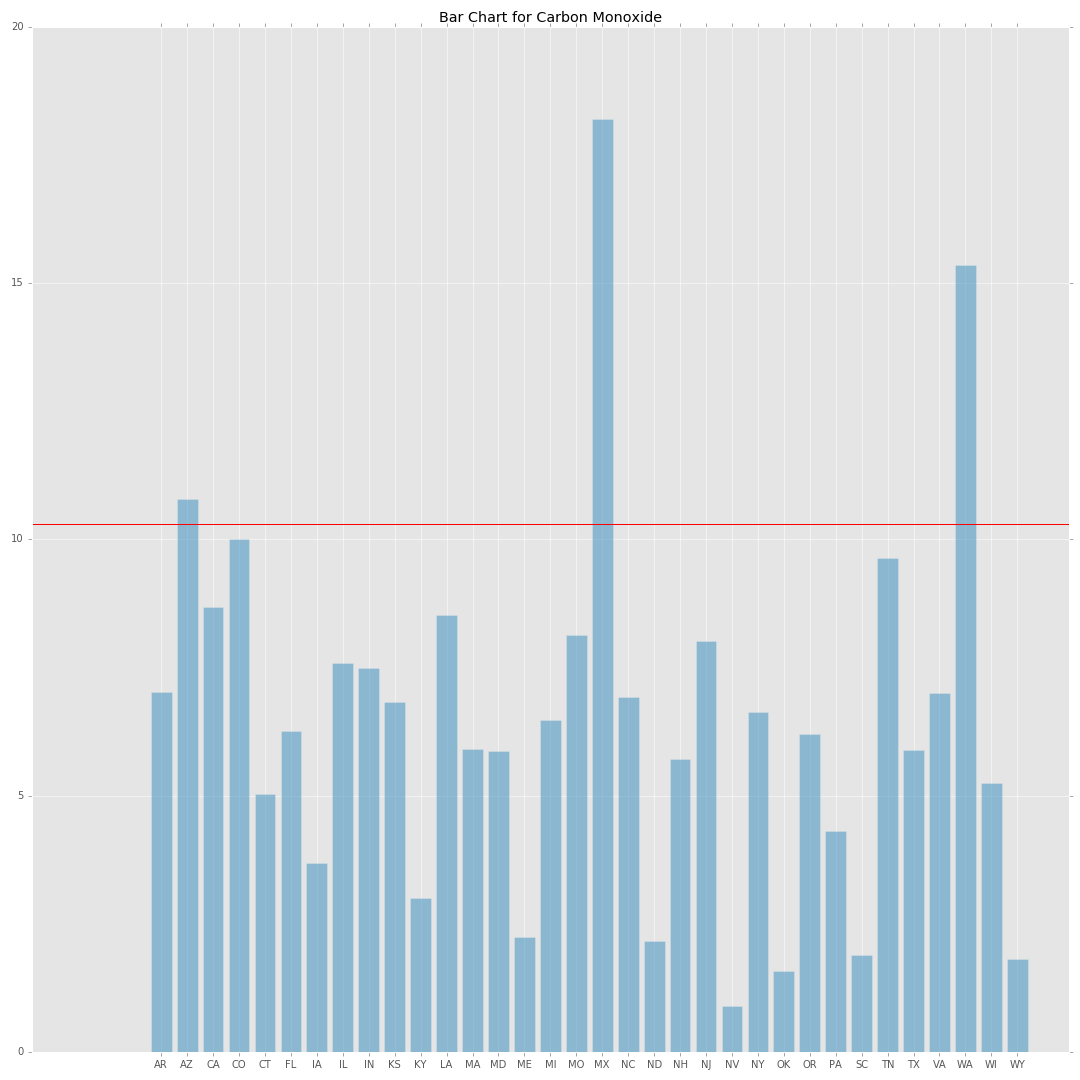 Bar Chart for Carbon Monoxide
20
15
10
5
0
AR AZ CA CO CT FL IA IL IN KS KY LA MA MD ME MI MO MX NC ND NH NJ NV NY OK OR PA SC TN TX VA WA WI WY